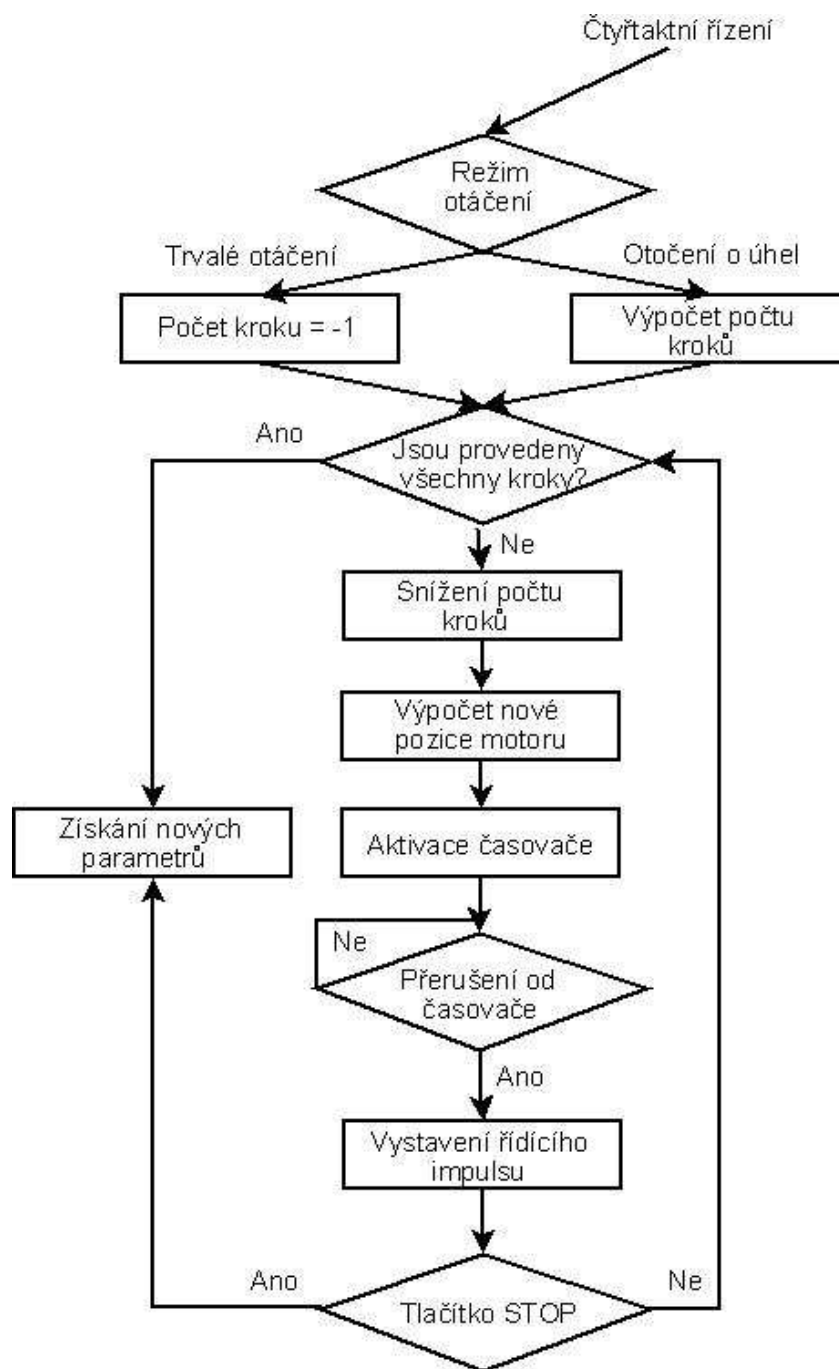 Čtyřtaktní řízení
Režim
otáčení
Trvalé otáčení
Otočení o úhel
Počet kroku = -1
Výpočet počtu
kroků
Ano
Jsou provedeny
všechny kroky?
Ne
Snížení počtu
kroků
Výpočet nové
pozice motoru
Získání nových
parametrů
Aktivace časovače
Ne
Přerušení od
časovače
Ano
Vystavení řídícího
impulsu
Ano
Ne
Tlačítko STOP